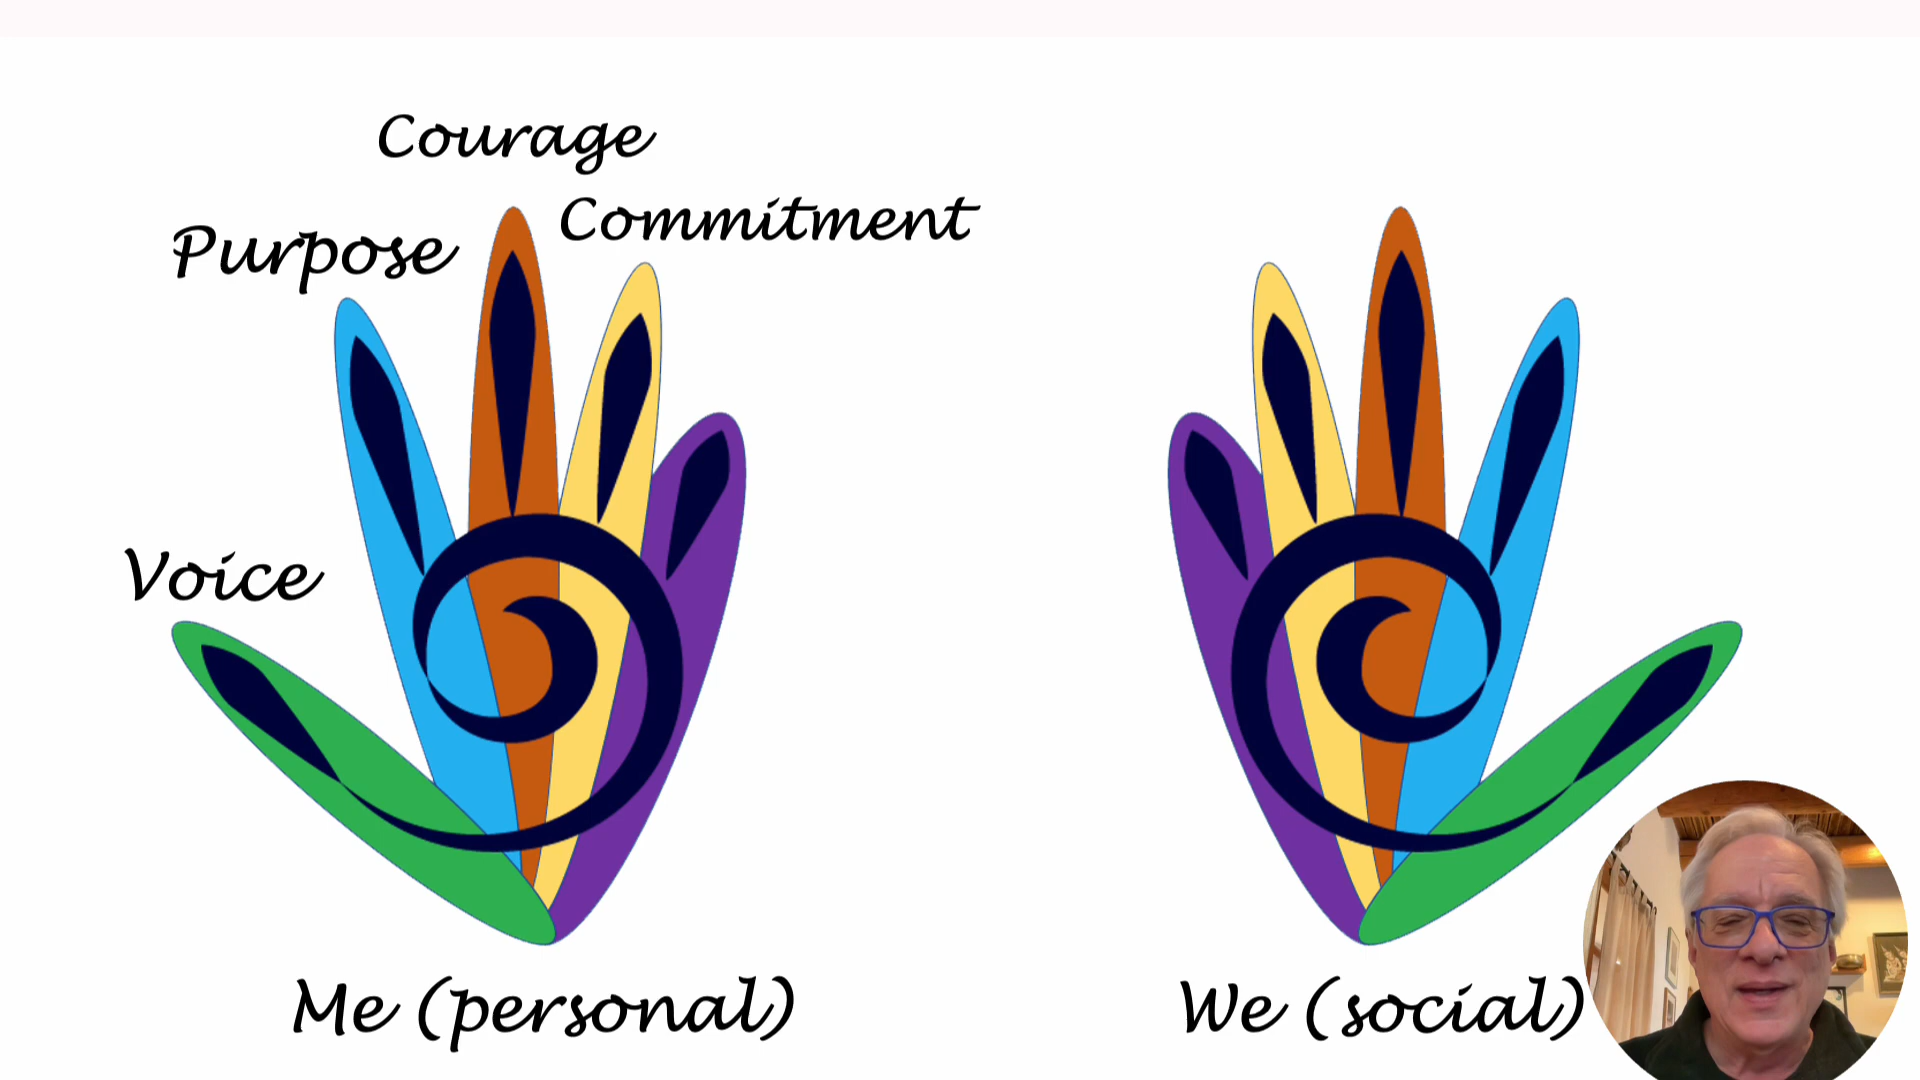 Courage
Commitment
Purpose
Voice
Me (personal)
We (social)